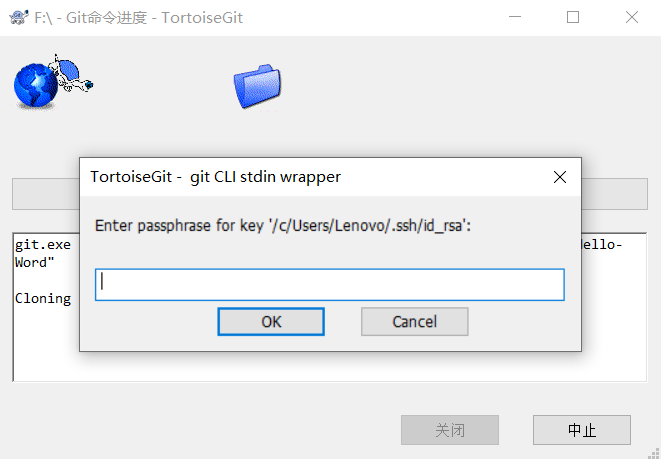 F:\ - Git命令进度 - TortoiseGit
TortoiseGit -  git CLI stdin wrapper
Enter passphrase for key '/c/Users/Lenovo/.ssh/id_rsa':
OK
Cancel
git.exe
Word"
Cloning
关闭
中止